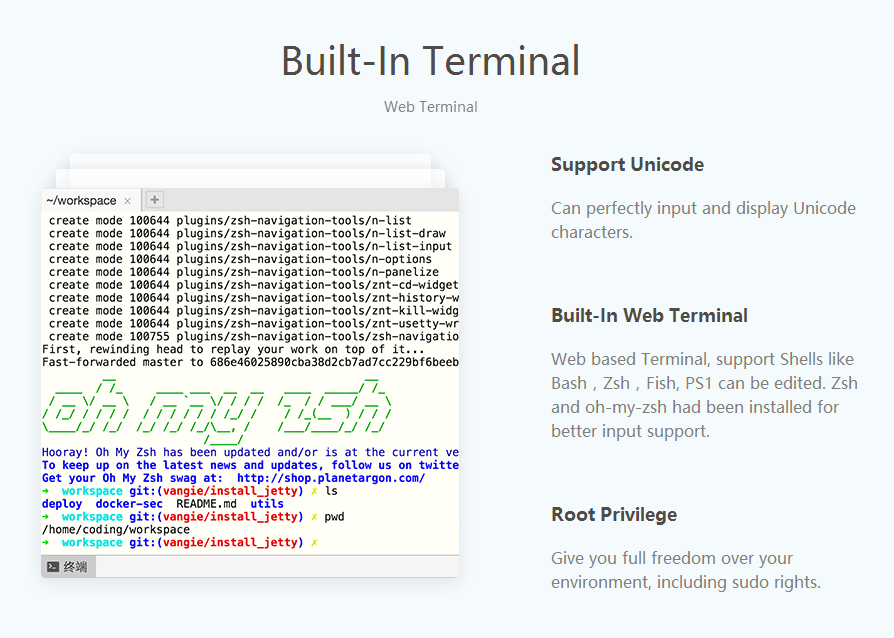 Built-In Terminal
Web Terminal
~/workspace × +
create mode 100644 plugins/zsh-navigation-tools/n-list
create mode 100644 plugins/zsh-navigation-tools/n-list-draw
create mode 100644 plugins/zsh-navigation-tools/n-list-input
create mode 100644 plugins/zsh-navigation-tools/n-options
create mode 100644 plugins/zsh-navigation-tools/n-panelize
create mode 100644 plugins/zsh-navigation-tools/znt-cd-widget
create mode 100644 plugins/zsh-navigation-tools/znt-history-w
create mode 100644 plugins/zsh-navigation-tools/znt-kill-widg
create mode 100644 plugins/zsh-navigation-tools/znt-usetty-wr
create mode 100755 plugins/zsh-navigation-tools/zsh-navigatio
First, rewinding head to replay your work on top of it...
Fast-forwarded master to 686e46025890cba38d2cb7ad7cc229bf6beeb
oh my zsh
Hooray! Oh My Zsh has been updated and/or is at the current ve
To keep up on the latest news and updates, follow us on twitte
Get your Oh My Zsh swag at: http://shop.planetargon.com/
➜ workspace git:(vangie/install_jetty) ✗ ls
deploy docker-sec README.md utils
➜ workspace git:(vangie/install_jetty) ✗ pwd
/home/coding/workspace
➜ workspace git:(vangie/install_jetty) ✗
终端
Support Unicode
Can perfectly input and display Unicode
characters.
Built-In Web Terminal
Web based Terminal, support Shells like
Bash , Zsh , Fish, PS1 can be edited. Zsh
and oh-my-zsh had been installed for
better input support.
Root Privilege
Give you full freedom over your
environment, including sudo rights.